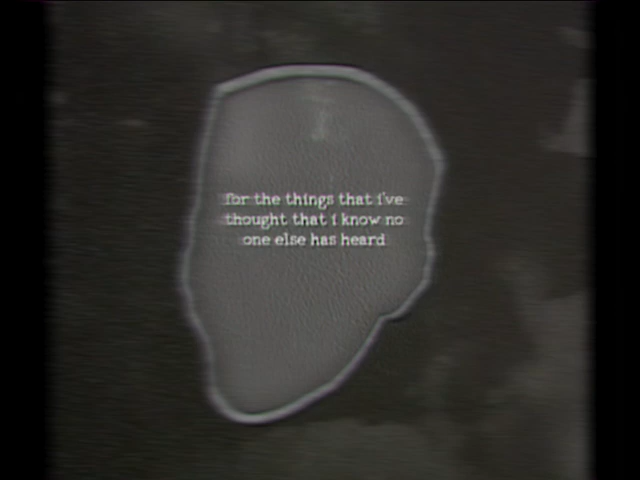 for the things that i've
thought that i know no
one else has heard